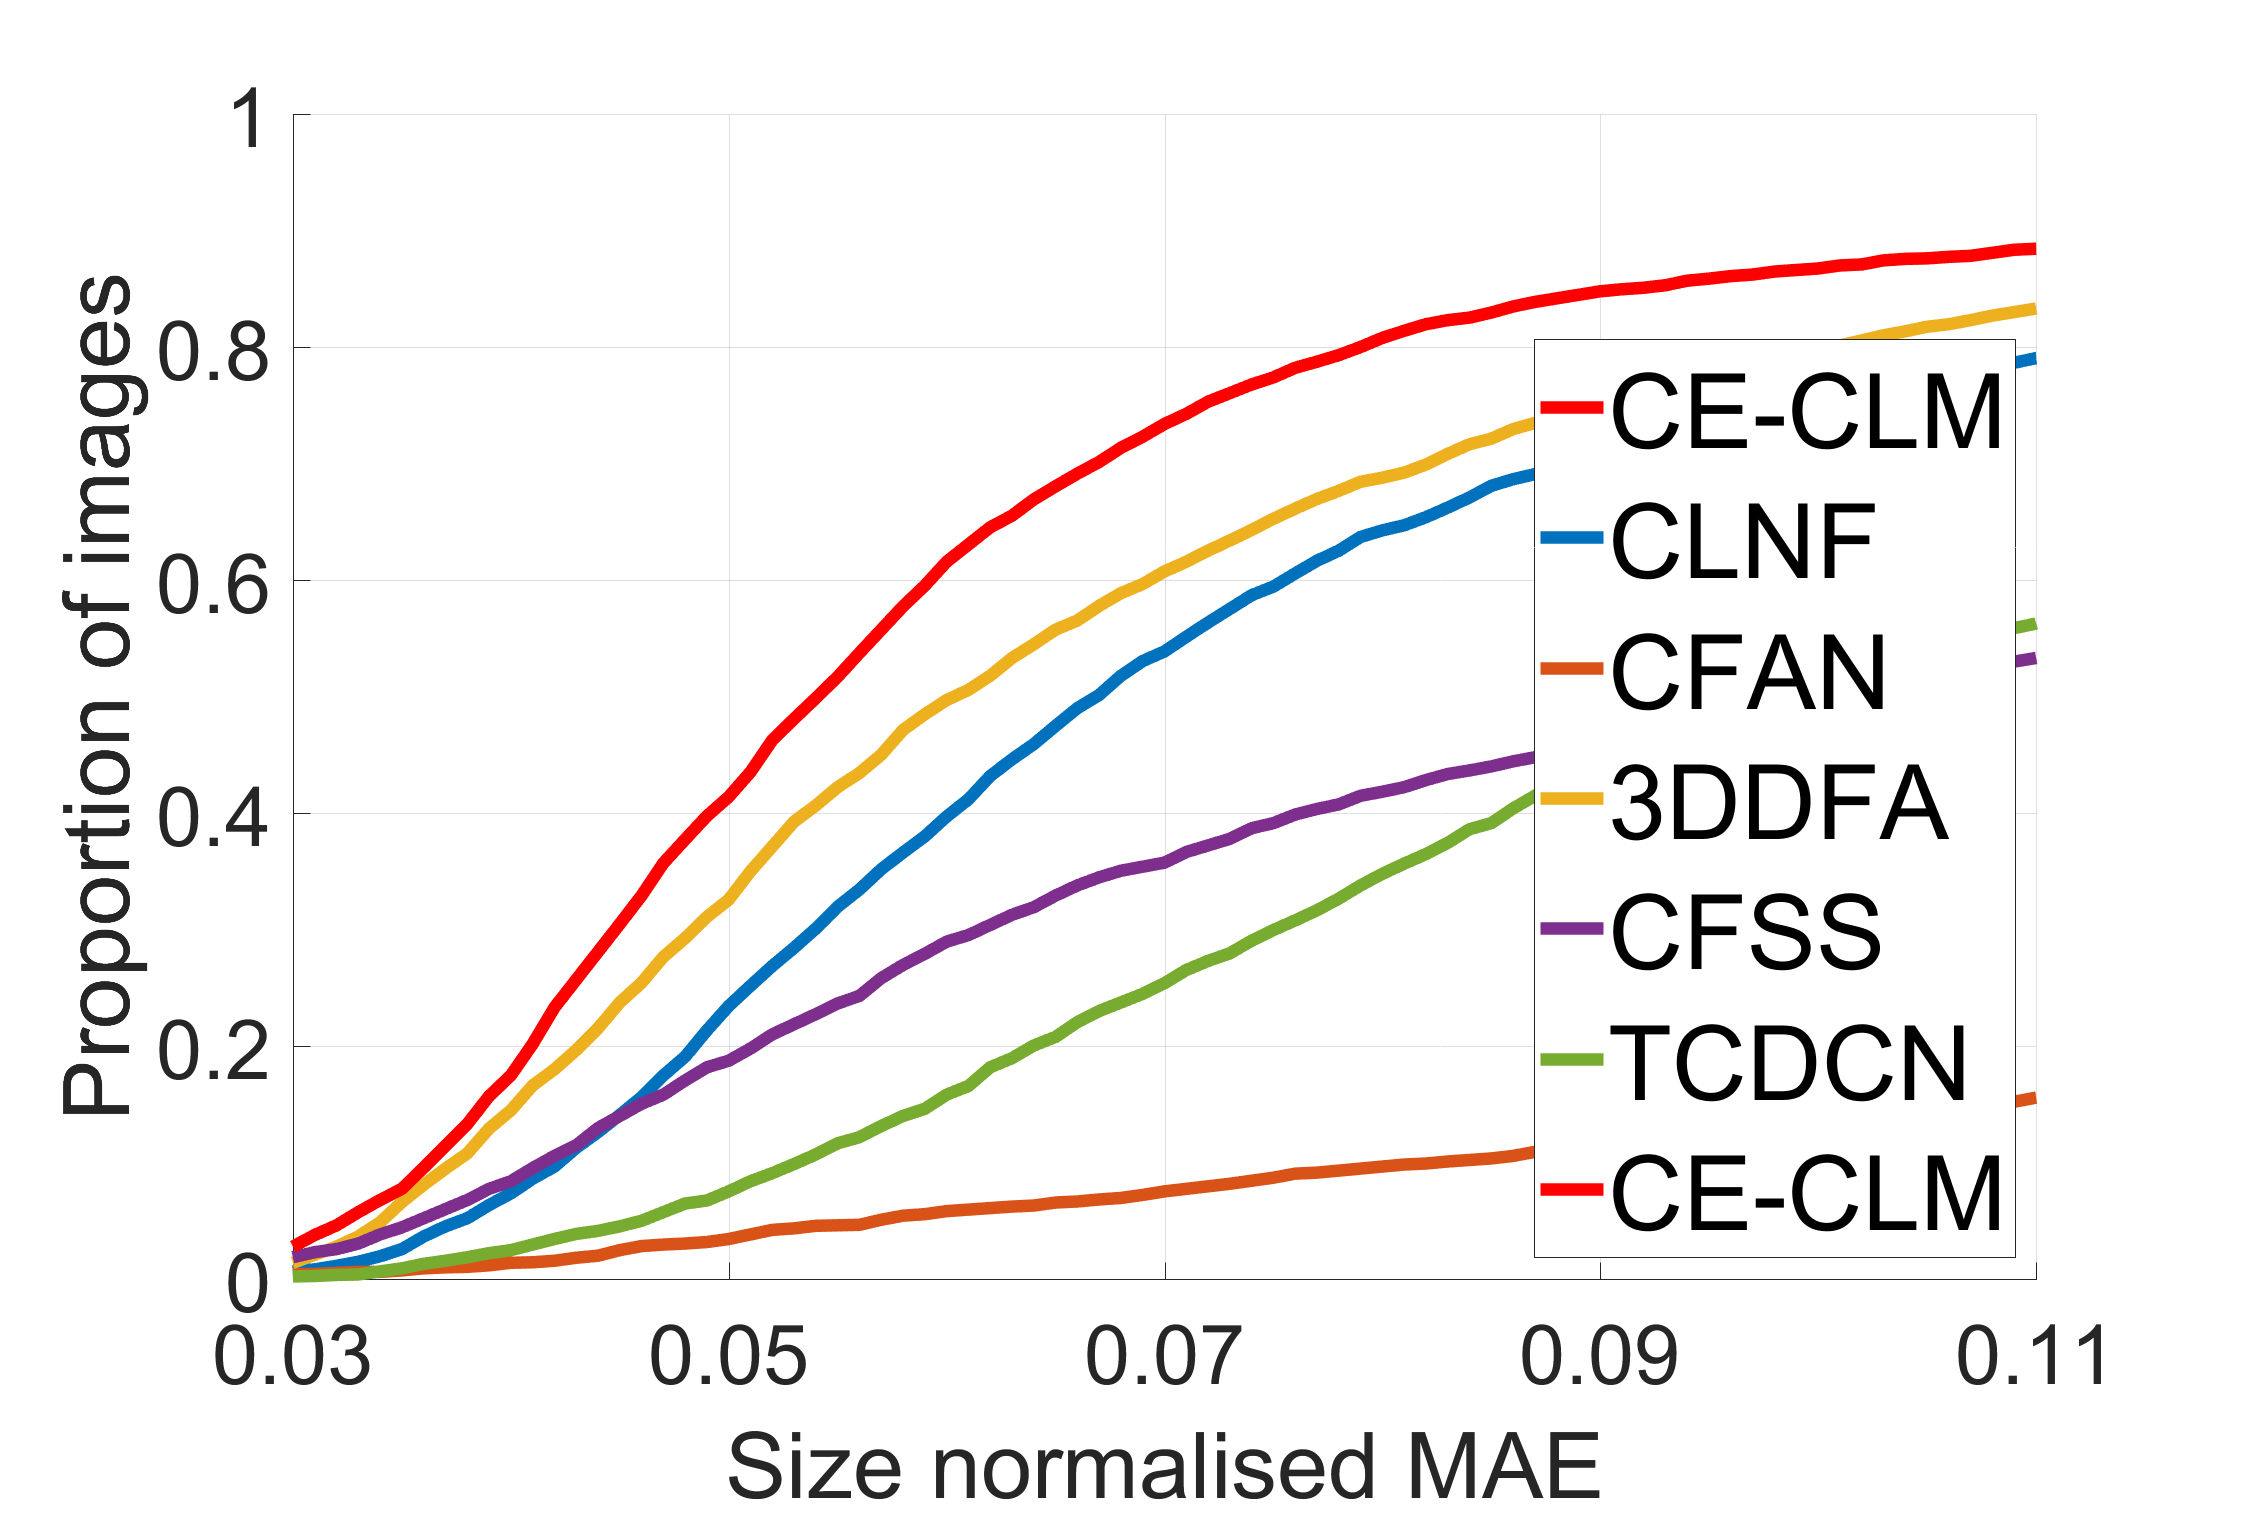 1
0.8
0.6
0.4
0.2
0
0.03 0.05 0.07 0.09 0.11
Proportion of images
Size normalised MAE
CE-CLM
CLNF
CFAN
3DDFA
CFSS
TCDCN
CE-CLM